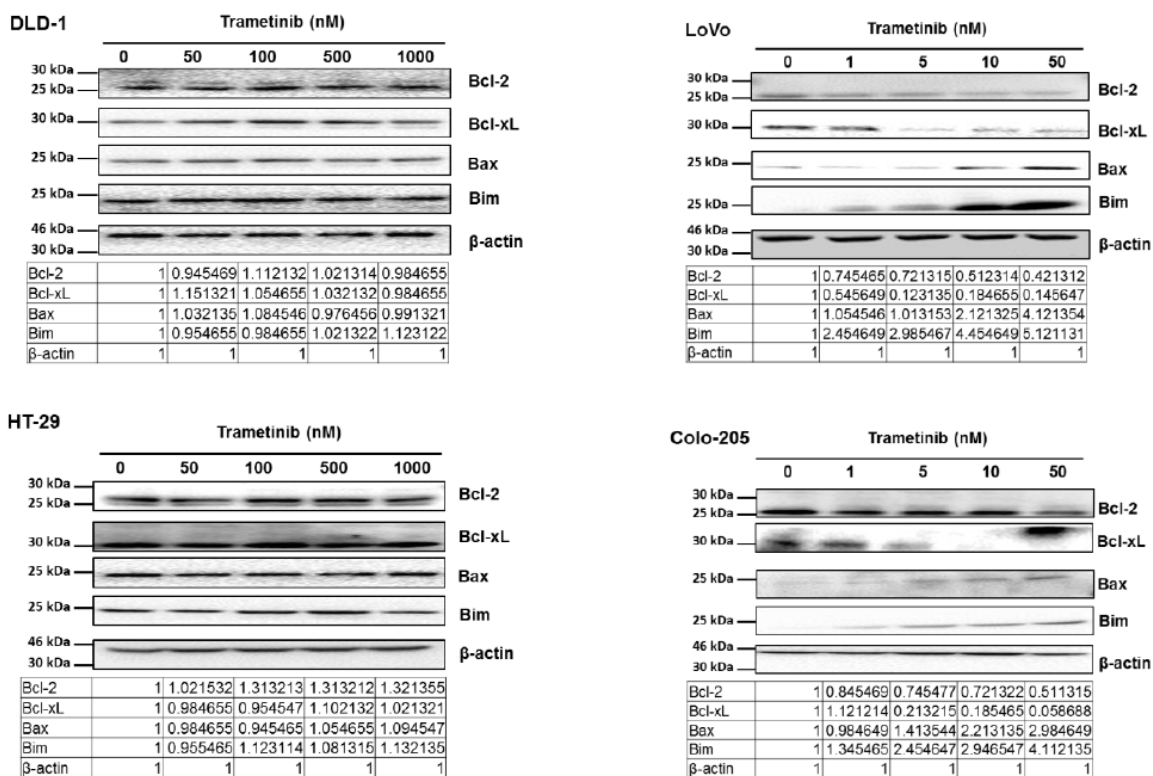 DLD-1
Trametinib (nM)
0 50 100 500 1000
30 kDa
25 kDa
Bcl-2
30 kDa
Bcl-xL
25 kDa
Bax
25 kDa
Bim
46 kDa
30 kDa
β-actin
Bcl-2 1 0.945469 1.112132 1.021314 0.984655
Bcl-xL 1 1.151321 1.054655 1.032132 0.984655
Bax 1 1.032135 1.084546 0.976456 0.991321
Bim 1 0.954655 0.984655 1.021322 1.123122
β-actin 1 1 1 1 1
LoVo
Trametinib (nM)
0 1 5 10 50
30 kDa
25 kDa
Bcl-2
30 kDa
Bcl-xL
25 kDa
Bax
25 kDa
Bim
46 kDa
30 kDa
β-actin
Bcl-2 1 0.745465 0.721315 0.512314 0.421312
Bcl-xL 1 0.545649 0.123135 0.184655 0.145647
Bax 1 1.054546 1.013153 2.121325 4.121354
Bim 1 2.454649 2.985467 4.454649 5.121131
β-actin 1 1 1 1 1
HT-29
Trametinib (nM)
0 50 100 500 1000
30 kDa
25 kDa
Bcl-2
30 kDa
Bcl-xL
25 kDa
Bax
25 kDa
Bim
46 kDa
30 kDa
β-actin
Bcl-2 1 1.021532 1.313213 1.313212 1.321355
Bcl-xL 1 0.984655 0.954547 1.102132 1.021321
Bax 1 0.984655 0.945465 1.054655 1.094547
Bim 1 0.955465 1.123114 1.081315 1.132135
β-actin 1 1 1 1 1
Colo-205
Trametinib (nM)
0 1 5 10 50
30 kDa
25 kDa
Bcl-2
30 kDa
Bcl-xL
25 kDa
Bax
25 kDa
Bim
46 kDa
30 kDa
β-actin
Bcl-2 1 0.845469 0.745477 0.721322 0.511315
Bcl-xL 1 1.121214 0.213215 0.185465 0.058688
Bax 1 0.984649 1.413544 2.213135 2.984649
Bim 1 1.345465 2.454647 2.946547 4.112135
β-actin 1 1 1 1 1